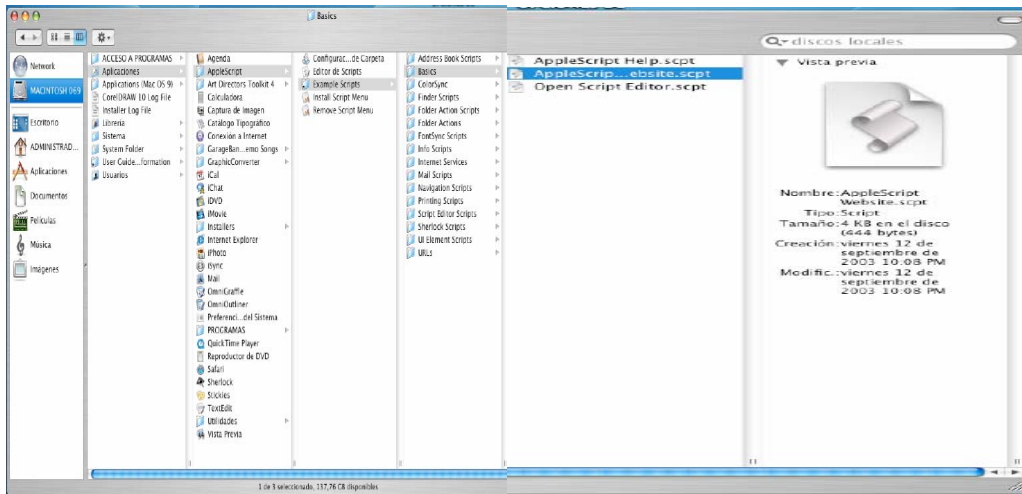 Basics
Network
MACINTOSH 069
Escritorio
ADMINISTRAD...
Aplicaciones
Documentos
Películas
Música
Imágenes
ACCESO A PROGRAMAS
Aplicaciones
Applications (Mac OS 9)
CorelDRAW 10 Log File
Installer Log File
Librería
Sistema
System Folder
User Guide...formation
Usuarios
Agenda
AppleScript
Art Directors Toolkit 4
Calculadora
Captura de Imagen
Catálogo Tipográfico
Conexión a Internet
GarageBan...emo Songs
GraphicConverter
iCal
iChat
iDVD
iMovie
Installers
Internet Explorer
iPhoto
iSync
Mail
OmniGraffle
OmniOutliner
Preferenci...del Sistema
PROGRAMAS
QuickTime Player
Reproductor de DVD
Safari
Sherlock
Stickies
TextEdit
Utilidades
Vista Previa
Configurac...de Carpeta
Editor de Scripts
Example Scripts
Install Script Menu
Remove Script Menu
Address Book Scripts
Basics
ColorSync
Finder Scripts
Folder Action Scripts
Folder Actions
FontSync Scripts
Info Scripts
Internet Services
Mail Scripts
Navigation Scripts
Printing Scripts
Script Editor Scripts
Sherlock Scripts
UI Element Scripts
URLs
1 de 3 seleccionado, 137,76 GB disponibles
discos locales
AppleScript Help.scpt
AppleScrip...ebsite.scpt
Open Script Editor.scpt
Vista previa
Nombre: AppleScript
Website.scpt
Tipo: Script
Tamaño: 4 KB en el disco
(444 bytes)
Creación: viernes 12 de
septiembre de
2003 10:08 PM
Modific.: viernes 12 de
septiembre de
2003 10:08 PM